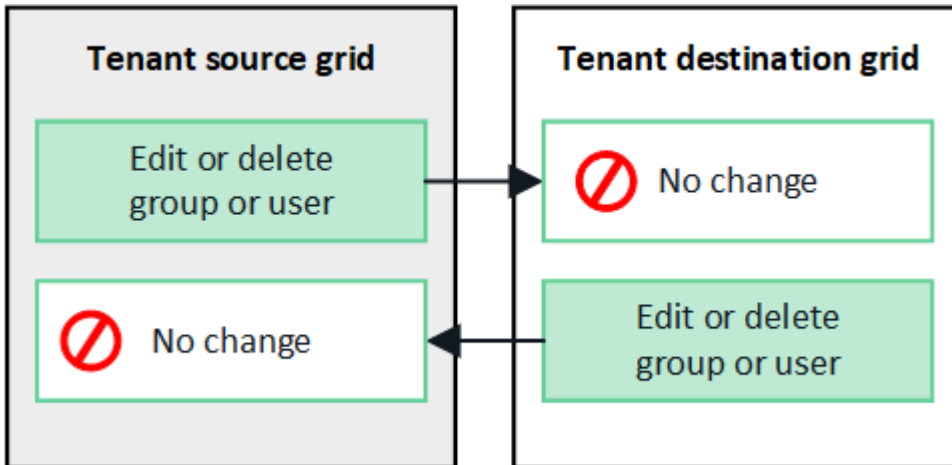 Tenant source grid
Edit or delete
group or user
No change
Tenant destination grid
No change
Edit or delete
group or user